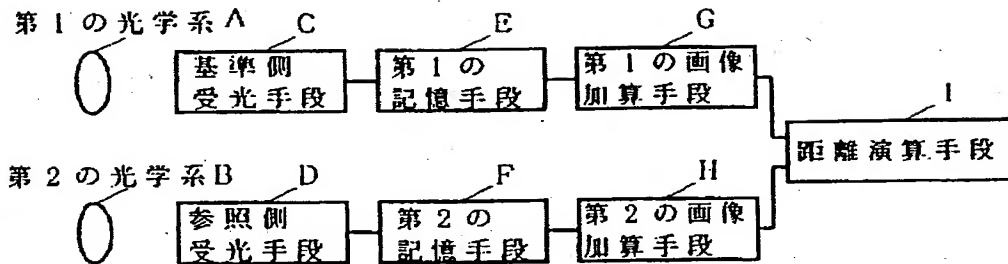 第1の光学系A
C
E
G
基準側
受光手段
第1の
記憶手段
第1の画像
加算手段
I
距離演算手段
第2の光学系B
D
F
H
参照側
受光手段
第2の
記憶手段
第2の画像
加算手段